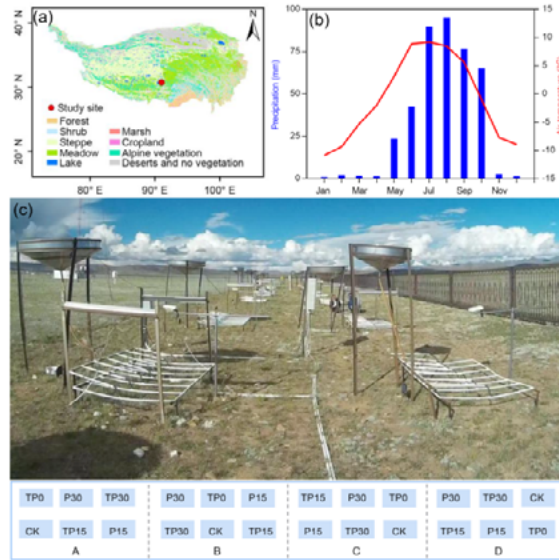 (a)
N
40° N
30° N
20° N
80° E 90° E 100° E
Study site
Forest
Shrub
Steppe
Meadow
Lake
Marsh
Cropland
Alpine vegetation
Deserts and no vegetation
(b)
Precipitation (mm)
100
75
50
25
0
15
10
5
0
-5
-10
-15
Jan Mar May Jul Sep Nov
(c)
TP0 P30 TP30 P30 TP0 P15 TP15 P30 TP0 P30 TP30 CK
CK TP15 P15 TP30 CK TP15 P15 TP30 CK TP15 P15 TP0
A B C D